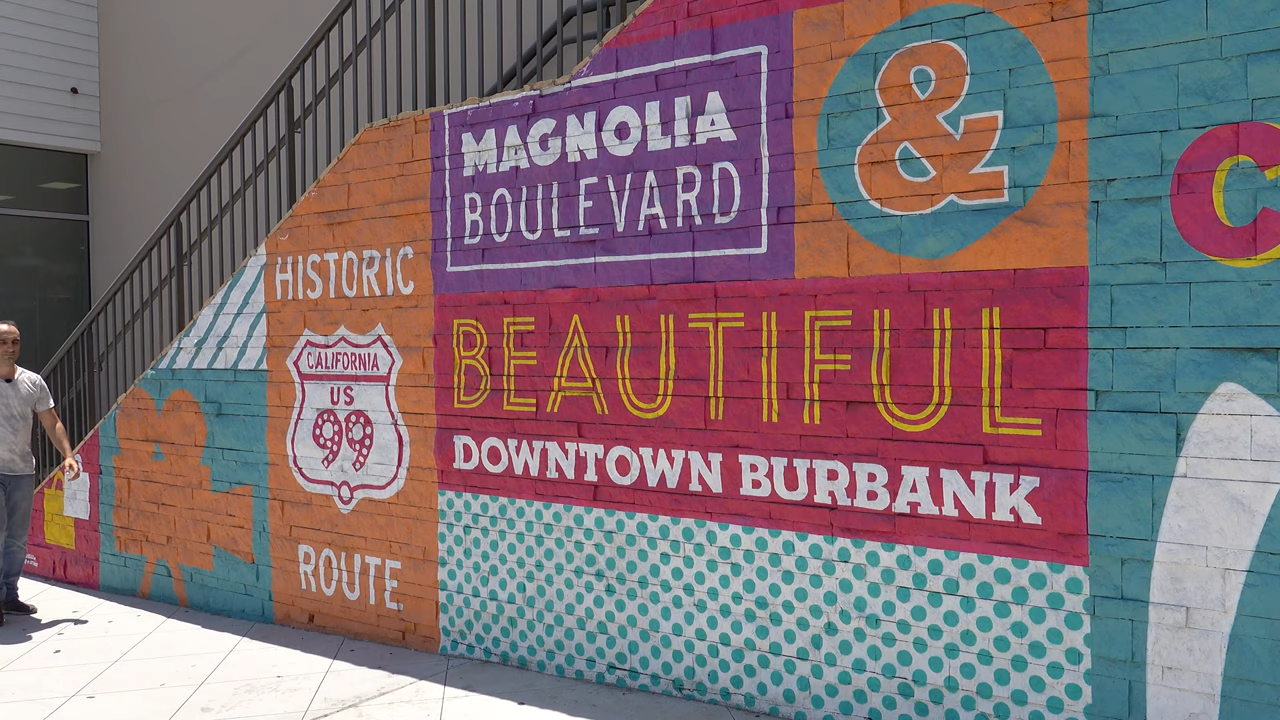 MAGNOLIA
BOULEVARD
&
C
HISTORIC
CALIFORNIA
US
99
ROUTE
BEAUTIFUL
DOWNTOWN BURBANK